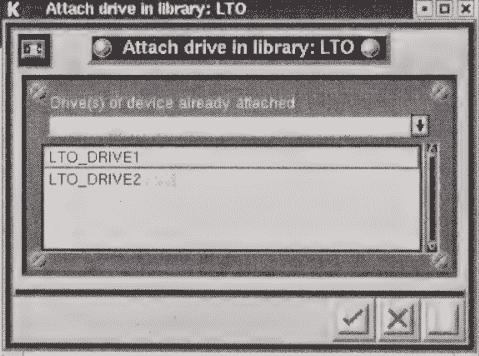 K Attach drive in library: LTO
Attach drive in library: LTO
Drive(s) of device already attached
LTO_DRIVE1
LTO_DRIVE2